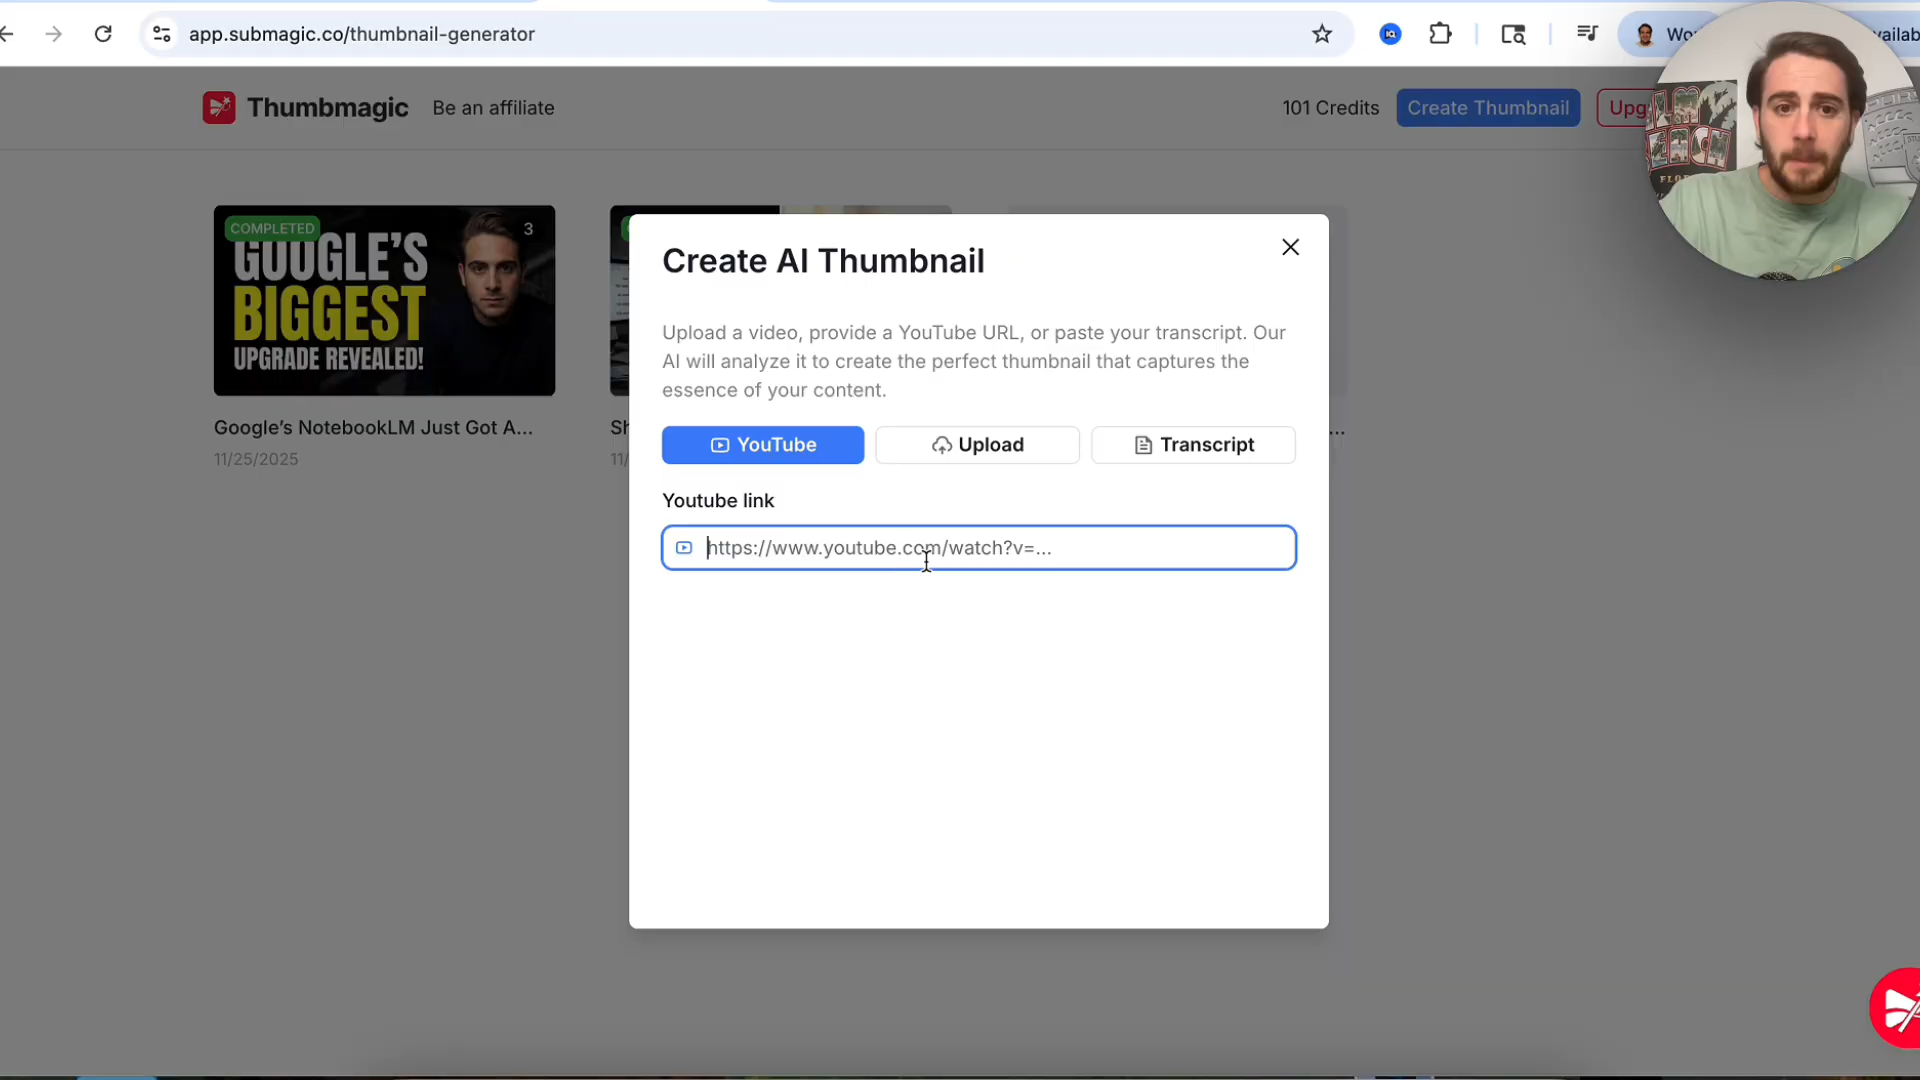 app.submagic.co/thumbnail-generator
Thumbmagic
Be an affiliate
101 Credits
Create Thumbnail
COMPLETED
3
GOOGLE'S
BIGGEST
UPGRADE REVEALED!
Google's NotebookLM Just Got A...
11/25/2025
Create AI Thumbnail
Upload a video, provide a YouTube URL, or paste your transcript. Our
AI will analyze it to create the perfect thumbnail that captures the
essence of your content.
YouTube
Upload
Transcript
Youtube link
https://www.youtube.com/watch?v=...